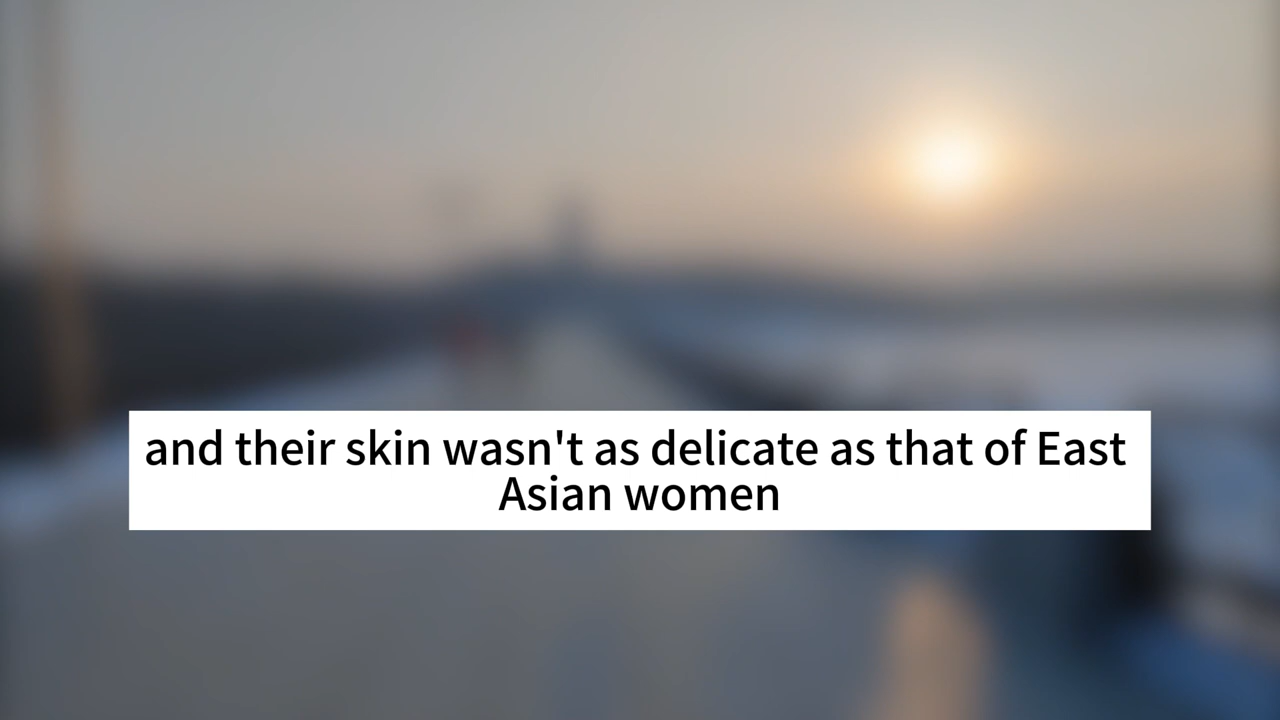 and their skin wasn't as delicate as that of East
Asian women